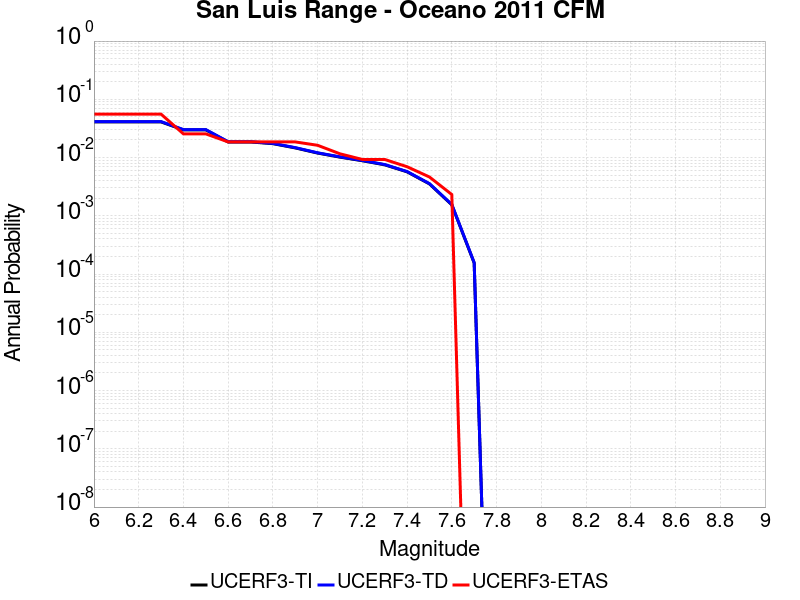 San Luis Range - Oceano 2011 CFM
Annual Probability
10^0
10^-1
10^-2
10^-3
10^-4
10^-5
10^-6
10^-7
10^-8
6 6.2 6.4 6.6 6.8 7 7.2 7.4 7.6 7.8 8 8.2 8.4 8.6 8.8 9
Magnitude
UCERF3-TI UCERF3-TD UCERF3-ETAS